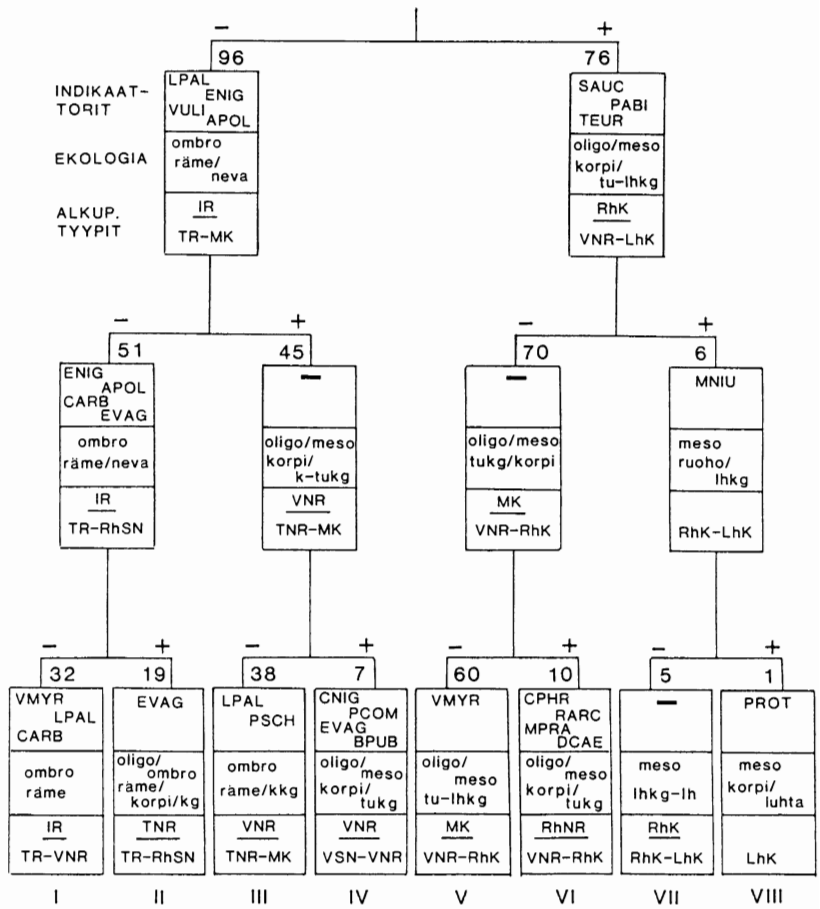 − +
96 76
INDIKAAT-
TORIT
LPAL
ENIG
VULI
APOL
SAUC
PABI
TEUR
EKOLOGIA
ombro
räme/
neva
oligo/meso
korpi/
tu-lhkg
ALKUP.
TYYPIT
IR
TR-MK
RhK
VNR-LhK
− + − +
51 45 70 6
ENIG
APOL
CARB
EVAG
−
−
MNIU
ombro
räme/neva
oligo/meso
korpi/
k-tukg
oligo/meso
tukg/korpi
meso
ruoho/
lhkg
IR
TR-RhSN
VNR
TNR-MK
MK
VNR-RhK
RhK-LhK
− + − + − + − +
32 19 38 7 60 10 5 1
VMYR
LPAL
CARB
EVAG
LPAL
PSCH
CNIG
PCOM
EVAG
BPUB
VMYR
CPHR
RARC
MPRA
DCAE
−
PROT
ombro
räme
oligo/
ombro
räme/
korpi/kg
ombro
räme/kkg
oligo/
meso
korpi/
tukg
oligo/
meso
tu-lhkg
oligo/
meso
korpi/
tukg
meso
lhkg-lh
meso
korpi/
luhta
IR
TR-VNR
TNR
TR-RhSN
VNR
TNR-MK
VNR
VSN-VNR
MK
VNR-RhK
RhNR
VNR-RhK
RhK
RhK-LhK
LhK
I II III IV V VI VII VIII